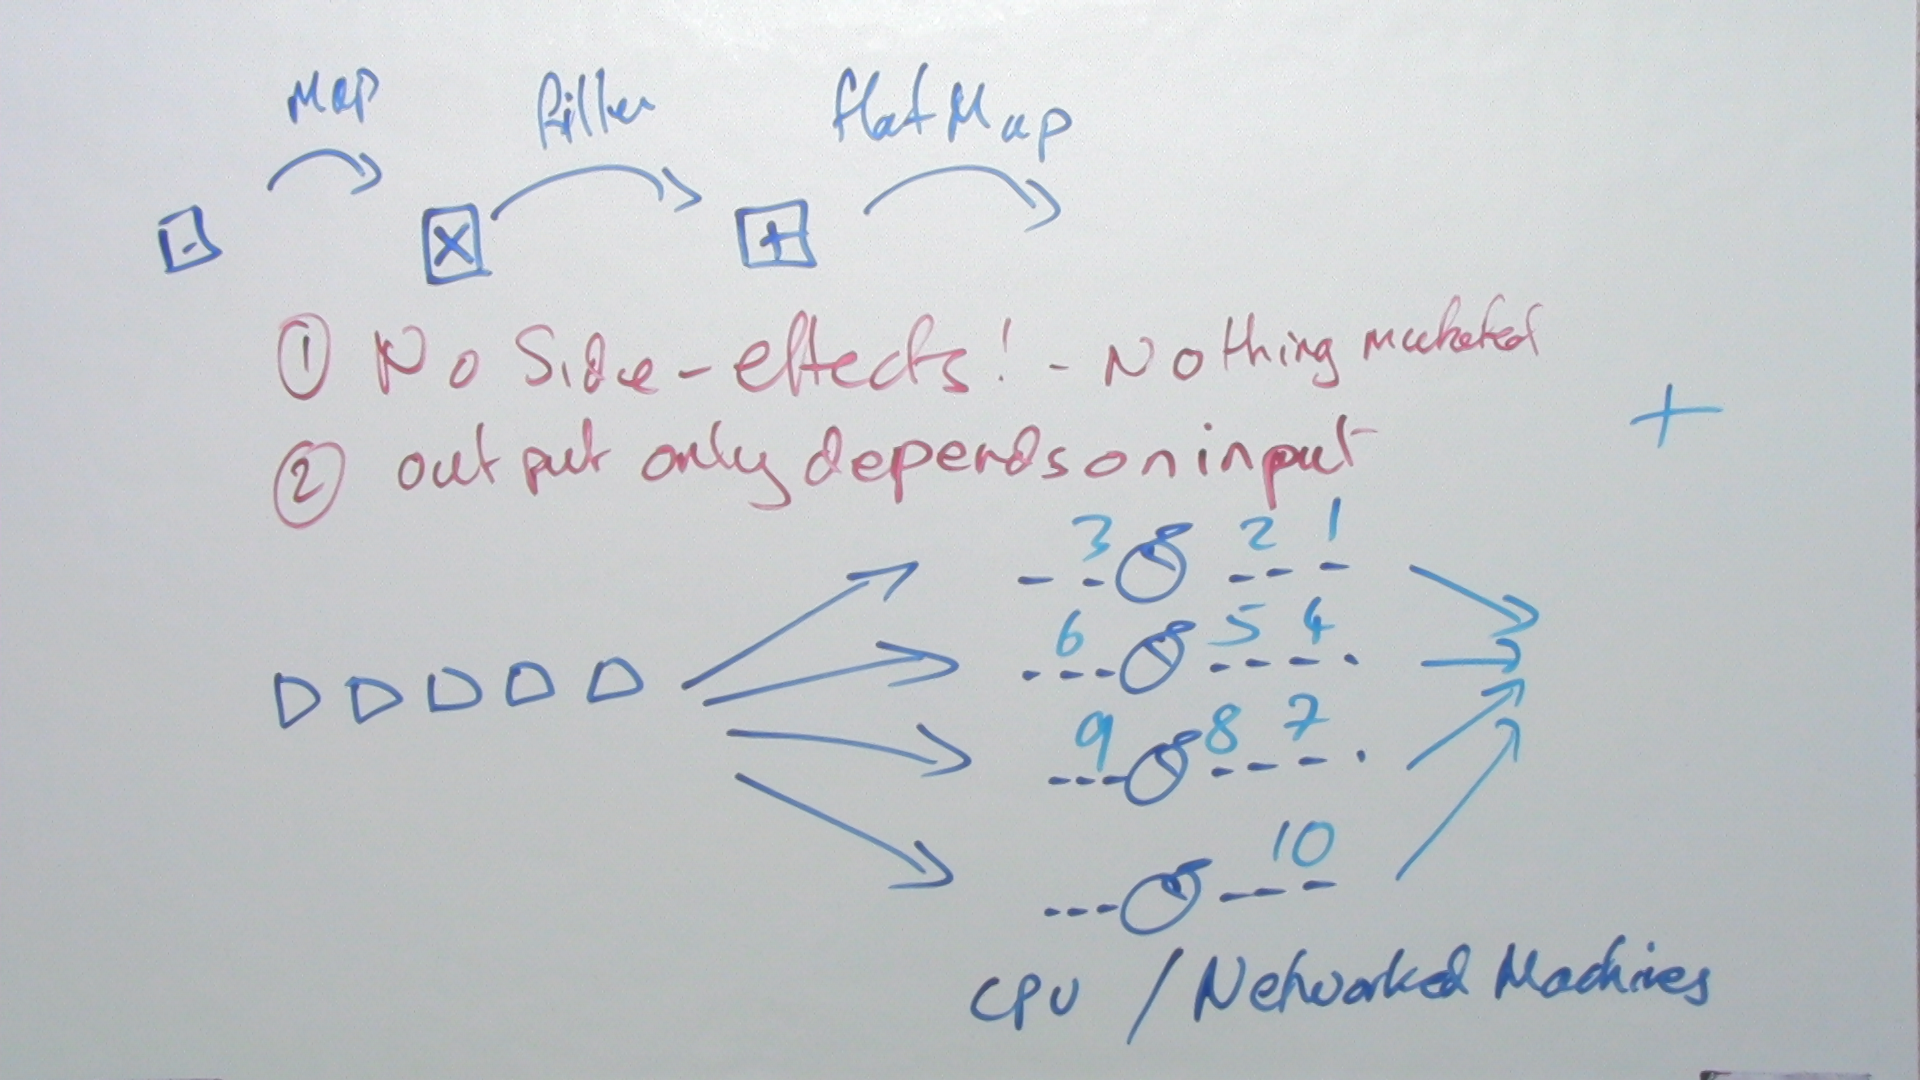 Map filter flatMap
- X +
① No Side-effects! - Nothing mutated
② output only depends on input
+
3 2 1
6 5 4
9 8 7
10
CPU / Networked Machines